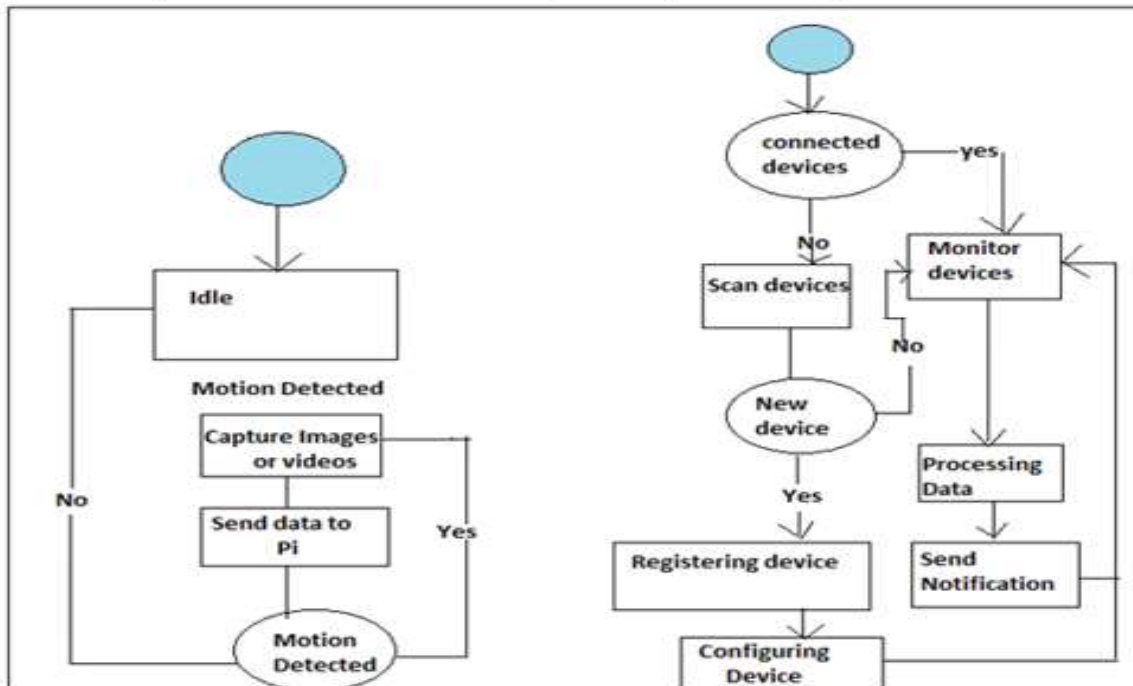 Idle
Motion Detected
Capture Images
or videos
No
Send data to
Pi
Yes
Motion
Detected
connected
devices
yes
No
Monitor
devices
Scan devices
No
New
device
Yes
Processing
Data
Registering device
Send
Notification
Configuring
Device